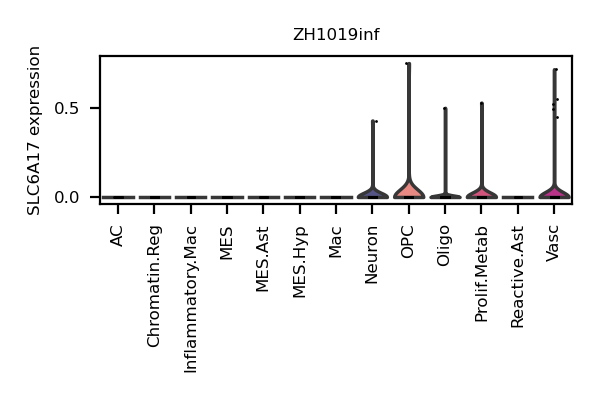 ZH1019inf
SLC6A17 expression
0.5
0.0
AC
Chromatin.Reg
Inflammatory.Mac
MES
MES.Ast
MES.Hyp
Mac
Neuron
OPC
Oligo
Prolif.Metab
Reactive.Ast
Vasc